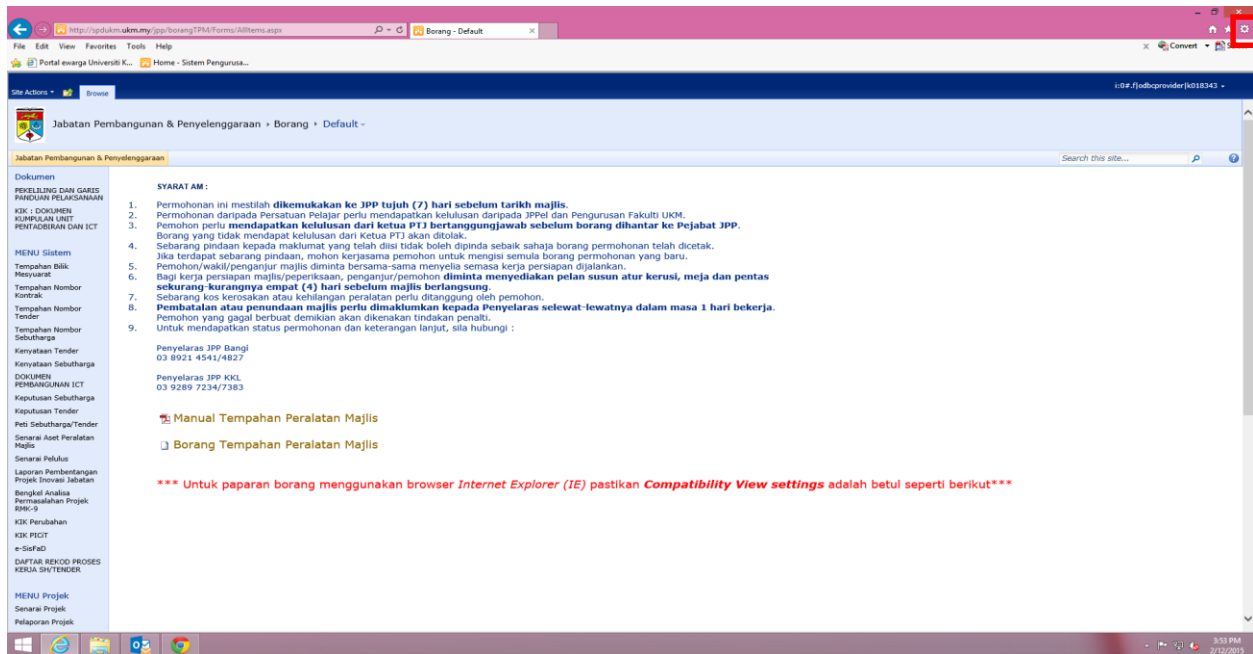 http://spdukm.ukm.my/jpp/borangTPM/Forms/AllItems.aspx
Borang - Default
File Edit View Favorites Tools Help
Convert
Portal ewarga Universiti K...
Home - Sistem Pengurusa...
Site Actions
Browse
i:0#.f|odbcprovider|k018343
Jabatan Pembangunan & Penyelenggaraan › Borang › Default
Jabatan Pembangunan & Penyelenggaraan
Search this site...
Dokumen
PEKELILING DAN GARIS
PANDUAN PELAKSANAAN
KIK : DOKUMEN
KUMPULAN UNIT
PENTADBIRAN DAN ICT
MENU Sistem
Tempahan Bilik
Mesyuarat
Tempahan Nombor
Kontrak
Tempahan Nombor
Tender
Tempahan Nombor
Sebutharga
Kenyataan Tender
Kenyataan Sebutharga
DOKUMEN
PEMBANGUNAN ICT
Keputusan Sebutharga
Keputusan Tender
Peti Sebutharga/Tender
Senarai Aset Peralatan
Majlis
Senarai Pelulus
Laporan Pembentangan
Projek Inovasi Jabatan
Bengkel Analisa
Permasalahan Projek
RMK-9
KIK Perubahan
KIK PICiT
e-SisFaD
DAFTAR REKOD PROSES
KERJA SH/TENDER
MENU Projek
Senarai Projek
Pelaporan Projek
SYARAT AM :
1. Permohonan ini mestilah dikemukakan ke JPP tujuh (7) hari sebelum tarikh majlis.
2. Permohonan daripada Persatuan Pelajar perlu mendapatkan kelulusan daripada JPPel dan Pengurusan Fakulti UKM.
3. Pemohon perlu mendapatkan kelulusan dari ketua PTJ bertanggungjawab sebelum borang dihantar ke Pejabat JPP.
Borang yang tidak mendapat kelulusan dari Ketua PTJ akan ditolak.
4. Sebarang pindaan kepada maklumat yang telah diisi tidak boleh dipinda sebaik sahaja borang permohonan telah dicetak.
Jika terdapat sebarang pindaan, mohon kerjasama pemohon untuk mengisi semula borang permohonan yang baru.
5. Pemohon/wakil/penganjur majlis diminta bersama-sama menyelia semasa kerja persiapan dijalankan.
6. Bagi kerja persiapan majlis/peperiksaan, penganjur/pemohon diminta menyediakan pelan susun atur kerusi, meja dan pentas
sekurang-kurangnya empat (4) hari sebelum majlis berlangsung.
7. Sebarang kos kerosakan atau kehilangan peralatan perlu ditanggung oleh pemohon.
8. Pembatalan atau penundaan majlis perlu dimaklumkan kepada Penyelaras selewat-lewatnya dalam masa 1 hari bekerja.
Pemohon yang gagal berbuat demikian akan dikenakan tindakan penalti.
9. Untuk mendapatkan status permohonan dan keterangan lanjut, sila hubungi :
Penyelaras JPP Bangi
03 8921 4541/4827
Penyelaras JPP KKL
03 9289 7234/7383
Manual Tempahan Peralatan Majlis
Borang Tempahan Peralatan Majlis
*** Untuk paparan borang menggunakan browser Internet Explorer (IE) pastikan Compatibility View settings adalah betul seperti berikut***
3:53 PM
2/12/2015